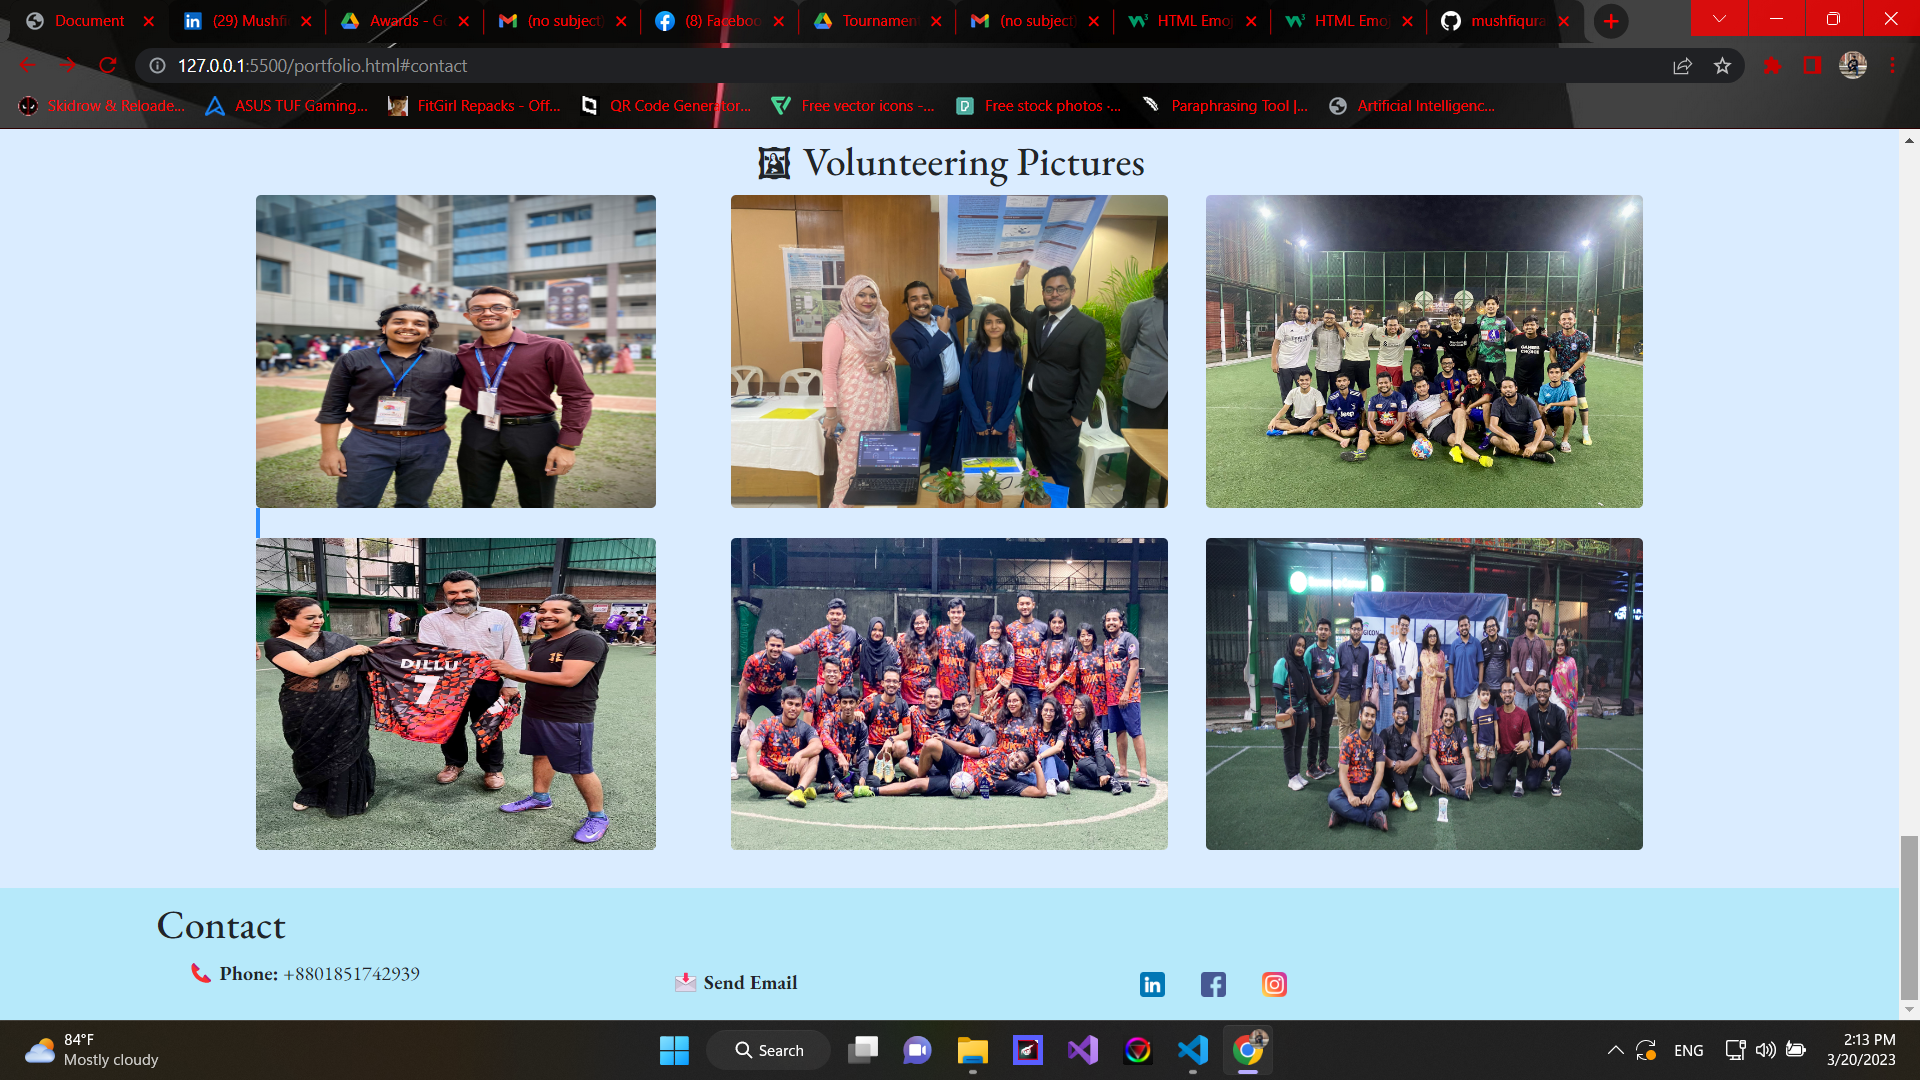 Document
(29) Mushfi
Awards - Go
(no subject)
(8) Faceboo
Tournament
(no subject)
HTML Emoj
HTML Emoj
mushfiqura
127.0.0.1:5500/portfolio.html#contact
Skidrow & Reloade...
ASUS TUF Gaming...
FitGirl Repacks - Off...
QR Code Generator...
Free vector icons -...
Free stock photos ·...
Paraphrasing Tool |...
Artificial Intelligenc...
Volunteering Pictures
DILLU
7
JUKTI
Contact
Phone: +8801851742939
Send Email
84°F
Mostly cloudy
Search
ENG
2:13 PM
3/20/2023